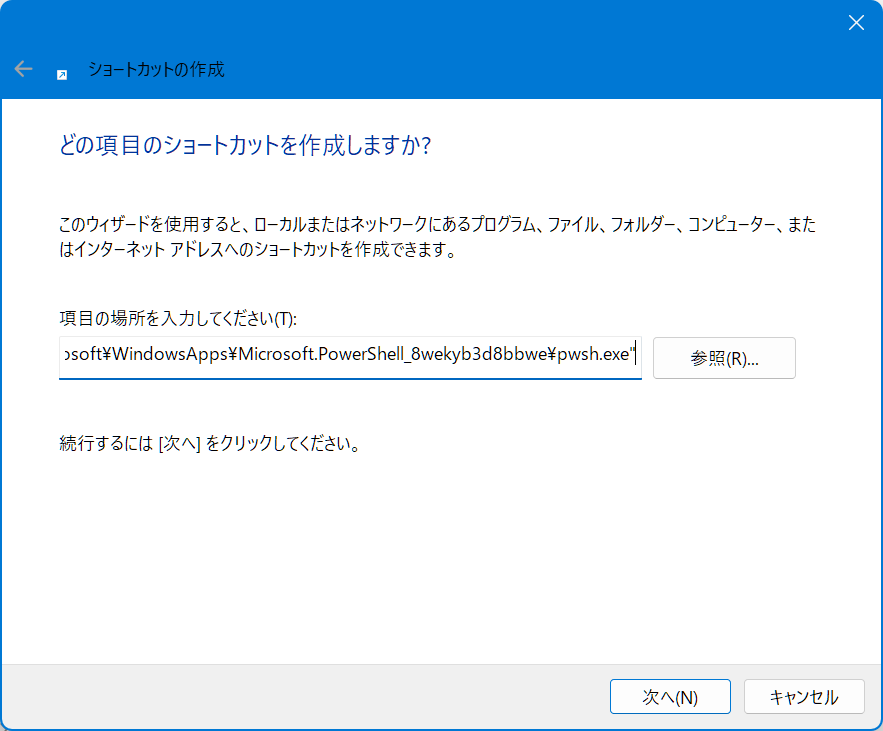 ショートカットの作成
どの項目のショートカットを作成しますか?
このウィザードを使用すると、ローカルまたはネットワークにあるプログラム、ファイル、フォルダー、コンピューター、また
はインターネット アドレスへのショートカットを作成できます。
項目の場所を入力してください(T):
osoft¥WindowsApps¥Microsoft.PowerShell_8wekyb3d8bbwe¥pwsh.exe"
参照(R)...
続行するには [次へ] をクリックしてください。
次へ(N)
キャンセル